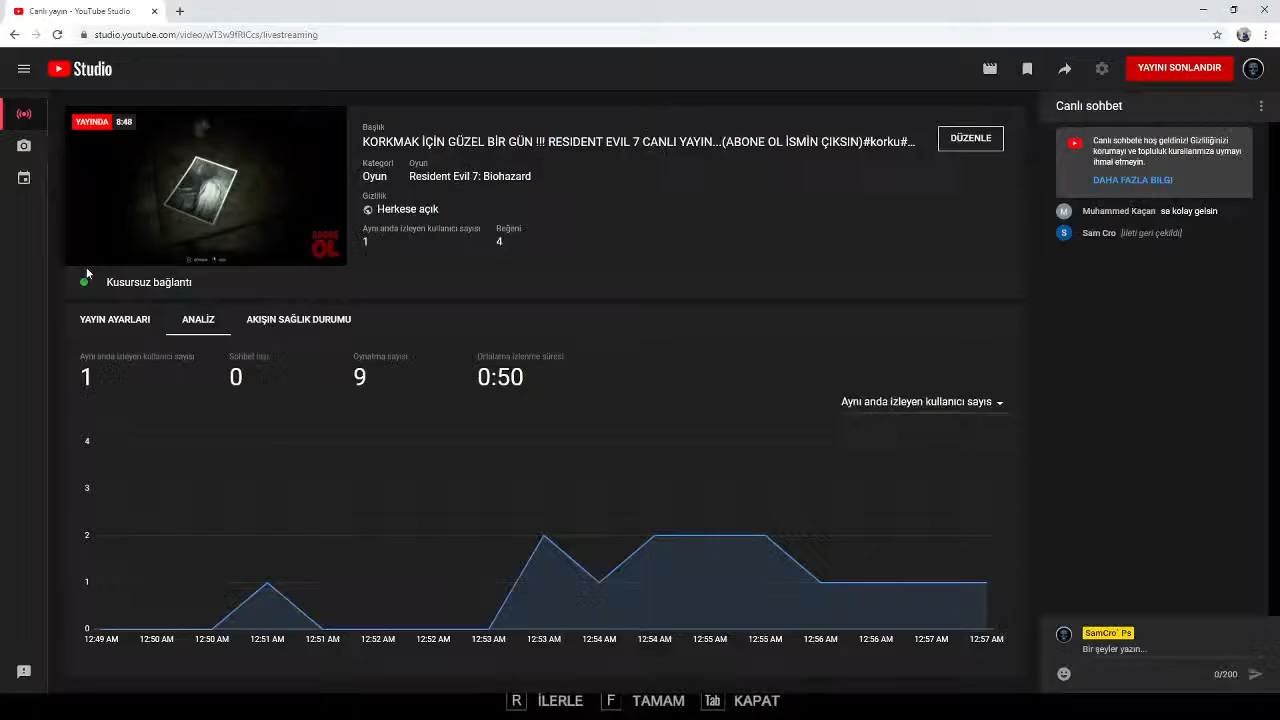 Canlı yayın - YouTube Studio
studio.youtube.com/video/wT3w9fRlCcs/livestreaming
Studio
YAYINI SONLANDIR
YAYINDA 8:48
ABONE
OL
Başlık
KORKMAK İÇİN GÜZEL BİR GÜN !!! RESIDENT EVIL 7 CANLI YAYIN...(ABONE OL İSMİN ÇIKSIN)#korku#...
DÜZENLE
Kategori Oyun
Oyun Resident Evil 7: Biohazard
Gizlilik
Herkese açık
Aynı anda izleyen kullanıcı sayısı Beğeni
1 4
Kusursuz bağlantı
YAYIN AYARLARI ANALİZ AKIŞIN SAĞLIK DURUMU
Aynı anda izleyen kullanıcı sayısı Sohbet hızı Oynatma sayısı Ortalama izlenme süresi
1 0 9 0:50
Aynı anda izleyen kullanıcı sayıs
4
3
2
1
0
12:49 AM 12:50 AM 12:50 AM 12:51 AM 12:51 AM 12:52 AM 12:52 AM 12:53 AM 12:53 AM 12:54 AM 12:54 AM 12:55 AM 12:55 AM 12:56 AM 12:56 AM 12:57 AM 12:57 AM
Canlı sohbet
Canlı sohbete hoş geldiniz! Gizliliğinizi
korumayı ve topluluk kurallarımıza uymayı
ihmal etmeyin.
DAHA FAZLA BILGI
M Muhammed Kaçan sa kolay gelsin
S Sam Cro [ileti geri çekildi]
SamCro` Ps
Bir şeyler yazın...
0/200
R İLERLE F TAMAM Tab KAPAT